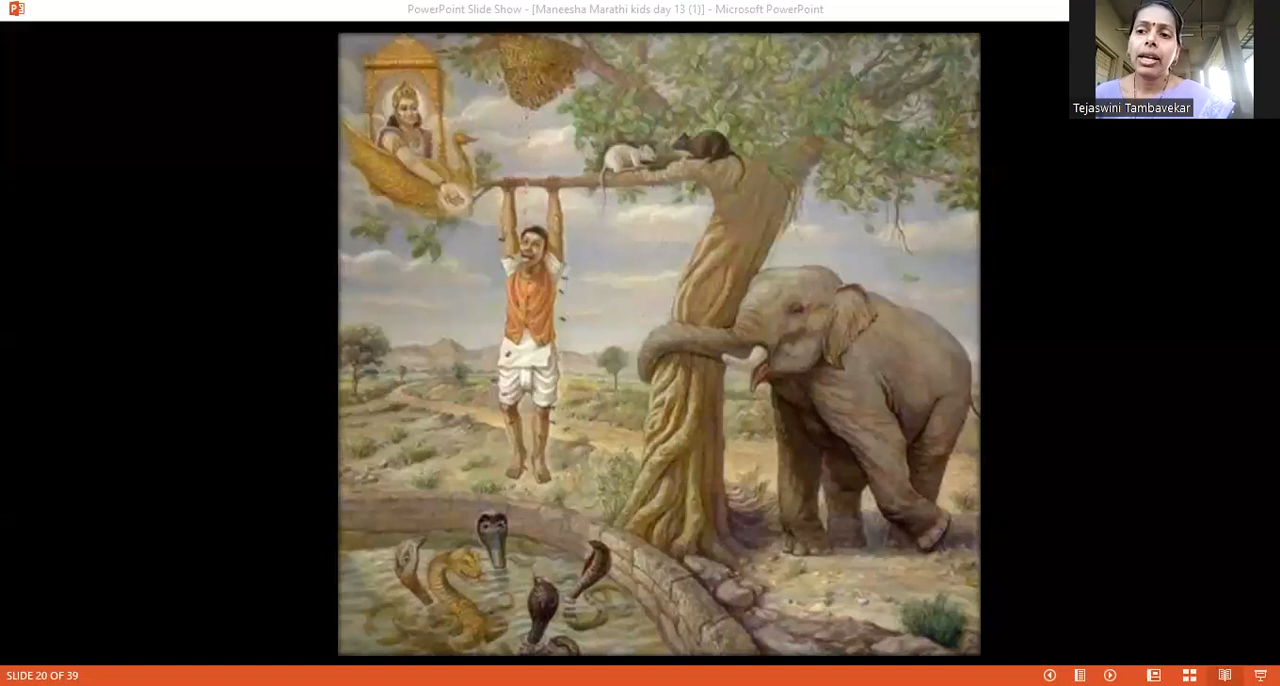 PowerPoint Slide Show - [Maneesha Marathi kids day 13 (1)] - Microsoft PowerPoint
Tejaswini Tambavekar
SLIDE 20 OF 39